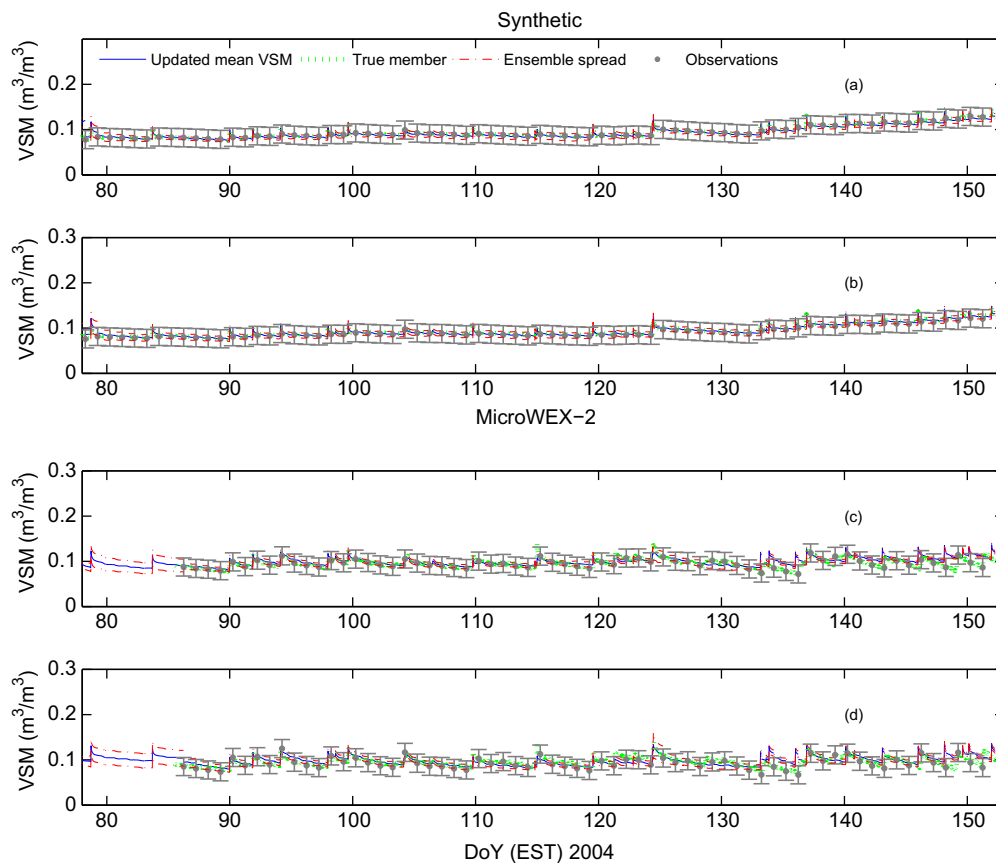 Synthetic
Updated mean VSM True member Ensemble spread Observations
VSM (m³/m³)
0.2
0.1
0
(a)
80 90 100 110 120 130 140 150
VSM (m³/m³)
0.3
0.2
0.1
0
(b)
80 90 100 110 120 130 140 150
MicroWEX−2
VSM (m³/m³)
0.3
0.2
0.1
0
(c)
80 90 100 110 120 130 140 150
VSM (m³/m³)
0.3
0.2
0.1
0
(d)
80 90 100 110 120 130 140 150
DoY (EST) 2004